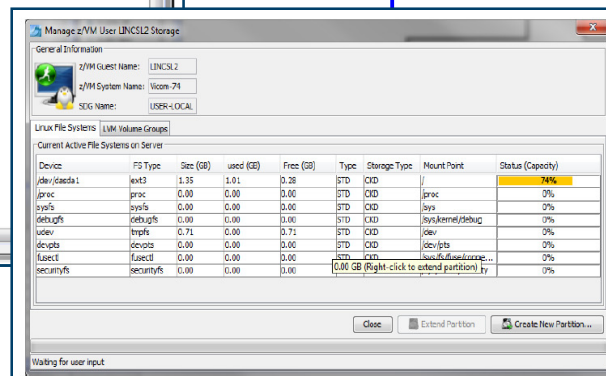 Manage z/VM User LINCSL2 Storage
General Information
z/VM Guest Name: LINCSL2
z/VM System Name: Vicom-74
SDG Name: USER-LOCAL
Linux File Systems LVM Volume Groups
Current Active File Systems on Server
Device FS Type Size (GB) used (GB) Free (GB) Type Storage Type Mount Point Status (Capacity)
/dev/dasda1 ext3 1.35 1.01 0.28 STD CKD / 74%
/proc proc 0.00 0.00 0.00 STD CKD /proc 0%
sysfs sysfs 0.00 0.00 0.00 STD CKD /sys 0%
debugfs debugfs 0.00 0.00 0.00 STD CKD /sys/kernel/debug 0%
udev tmpfs 0.71 0.00 0.71 STD CKD /dev 0%
devpts devpts 0.00 0.00 0.00 STD CKD /dev/pts 0%
fusectl fusectl 0.00 0.00 0.00 STD CKD /sys/fs/fuse/conne... 0%
securityfs securityfs 0.00 0.00 0.00 0.00 GB (Right-click to extend partition) ty 0%
Close Extend Partition Create New Partition...
Waiting for user input